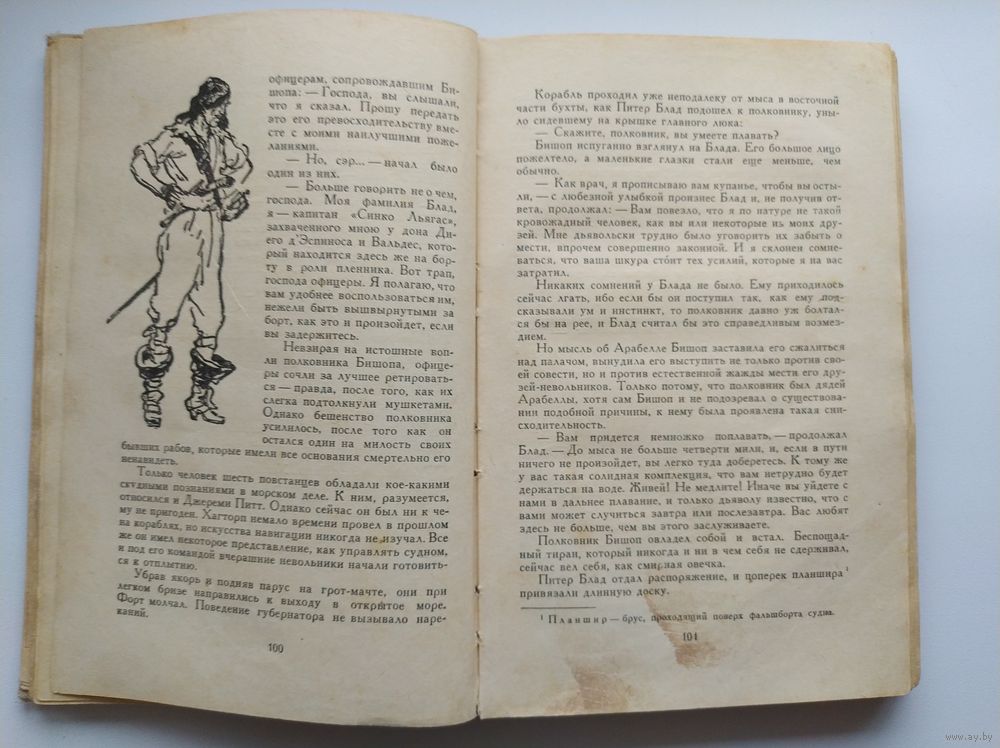 офицерам, сопровождавшим Би-
шопа: — Господа, вы слышали,
что я сказал. Прошу передать
это его превосходительству вме-
сте с моими наилучшими поже-
ланиями.
— Но, сэр... — начал было
один из них.
— Больше говорить не о чем,
господа. Моя фамилия Блад,
я — капитан «Синко Льягас»,
захваченного мною у дона Ди-
его д'Эспиноса и Вальдес, кото-
рый находится здесь же на бор-
ту в роли пленника. Вот трап,
господа офицеры. Я полагаю, что
вам удобнее воспользоваться им,
нежели быть вышвырнутыми за
борт, как это и произойдет, если
вы задержитесь.
Невзирая на истошные воп-
ли полковника Бишопа, офице-
ры сочли за лучшее ретировать-
ся — правда, после того, как их
слегка подтолкнули мушкетами.
Однако бешенство полковника
усилилось, после того как он
остался один на милость своих
бывших рабов, которые имели все основания смертельно его
ненавидеть.
Только человек шесть повстанцев обладали кое-какими
скудными познаниями в морском деле. К ним, разумеется,
относился и Джереми Питт. Однако сейчас он был ни к че-
му не пригоден. Хагторп немало времени провел в прошлом
на кораблях, но искусства навигации никогда не изучал. Все
же он имел некоторое представление, как управлять судном,
и под его командой вчерашние невольники начали готовить-
ся к отплытию.
Убрав якорь и подняв парус на грот-мачте, они при
легком бризе направились к выходу в открытое море.
Форт молчал. Поведение губернатора не вызывало наре-
каний.
100
Корабль проходил уже неподалеку от мыса в восточной
части бухты, как Питер Блад подошел к полковнику, уны-
ло сидевшему на крышке главного люка:
— Скажите, полковник, вы умеете плавать?
Бишоп испуганно взглянул на Блада. Его большое лицо
пожелтело, а маленькие глазки стали еще меньше, чем
обычно.
— Как врач, я прописываю вам купанье, чтобы вы осты-
ли, — с любезной улыбкой произнес Блад и, не получив от-
вета, продолжал: — Вам повезло, что я по натуре не такой
кровожадный человек, как вы или некоторые из моих дру-
зей. Мне дьявольски трудно было уговорить их забыть о
мести, впрочем совершенно законной. И я склонен сомне-
ваться, что ваша шкура сто́ит тех усилий, которые я на вас
затратил.
Никаких сомнений у Блада не было. Ему приходилось
сейчас лгать, ибо если бы он поступил так, как ему под-
сказывали ум и инстинкт, то полковник давно уж болтал-
ся бы на рее, и Блад считал бы это справедливым возмез-
дием.
Но мысль об Арабелле Бишоп заставила его сжалиться
над палачом, вынудила его выступить не только против сво-
ей совести, но и против естественной жажды мести его дру-
зей-невольников. Только потому, что полковник был дядей
Арабеллы, хотя сам Бишоп и не подозревал о существова-
нии подобной причины, к нему была проявлена такая сни-
сходительность.
— Вам придется немножко поплавать, — продолжал
Блад. — До мыса не больше четверти мили, и, если в пути
ничего не произойдет, вы легко туда доберетесь. К тому же
у вас такая солидная комплекция, что вам нетрудно будет
держаться на воде. Живей! Не медлите! Иначе вы уйдете с
нами в дальнее плавание, и только дьяволу известно, что с
вами может случиться завтра или послезавтра. Вас любят
здесь не больше, чем вы этого заслуживаете.
Полковник Бишоп овладел собой и встал. Беспощад-
ный тиран, который никогда и ни в чем себя не сдерживал,
сейчас вел себя, как смирная овечка.
Питер Блад отдал распоряжение, и поперек планшира ¹
привязали длинную доску.
¹ Планшир — брус, проходящий поверх фальшборта судна.
101
www.ay.by